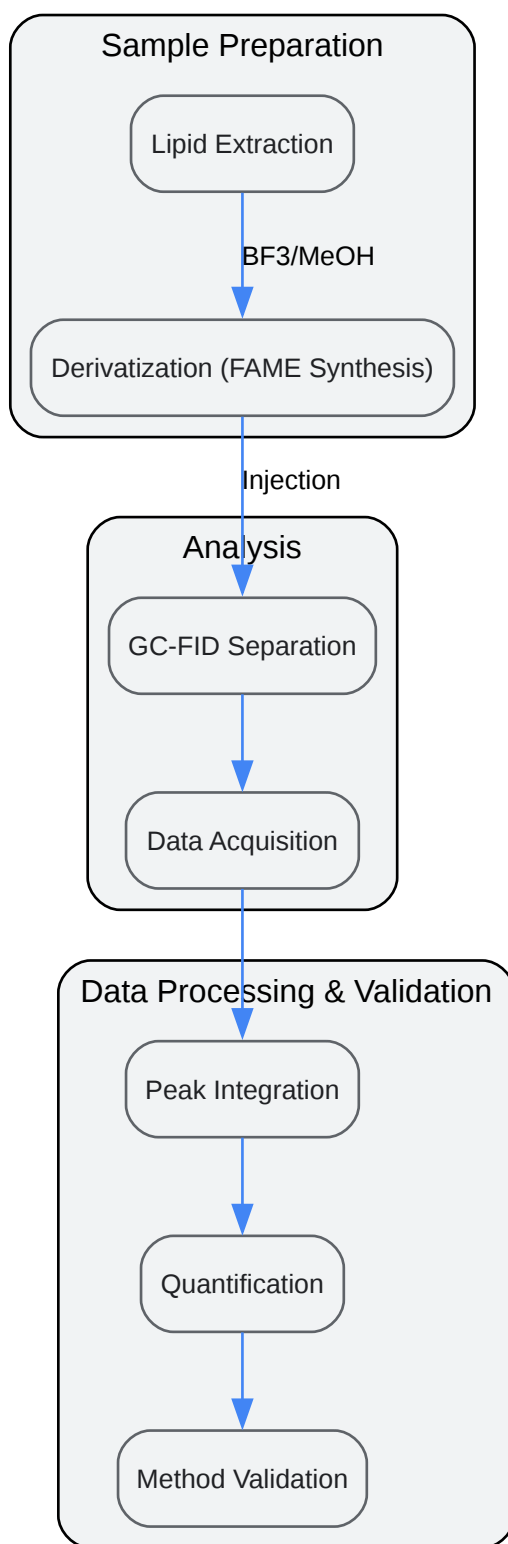 Sample Preparation
Lipid Extraction
BF3/MeOH
Derivatization (FAME Synthesis)
Injection
Analysis
GC-FID Separation
Data Acquisition
Data Processing & Validation
Peak Integration
Quantification
Method Validation